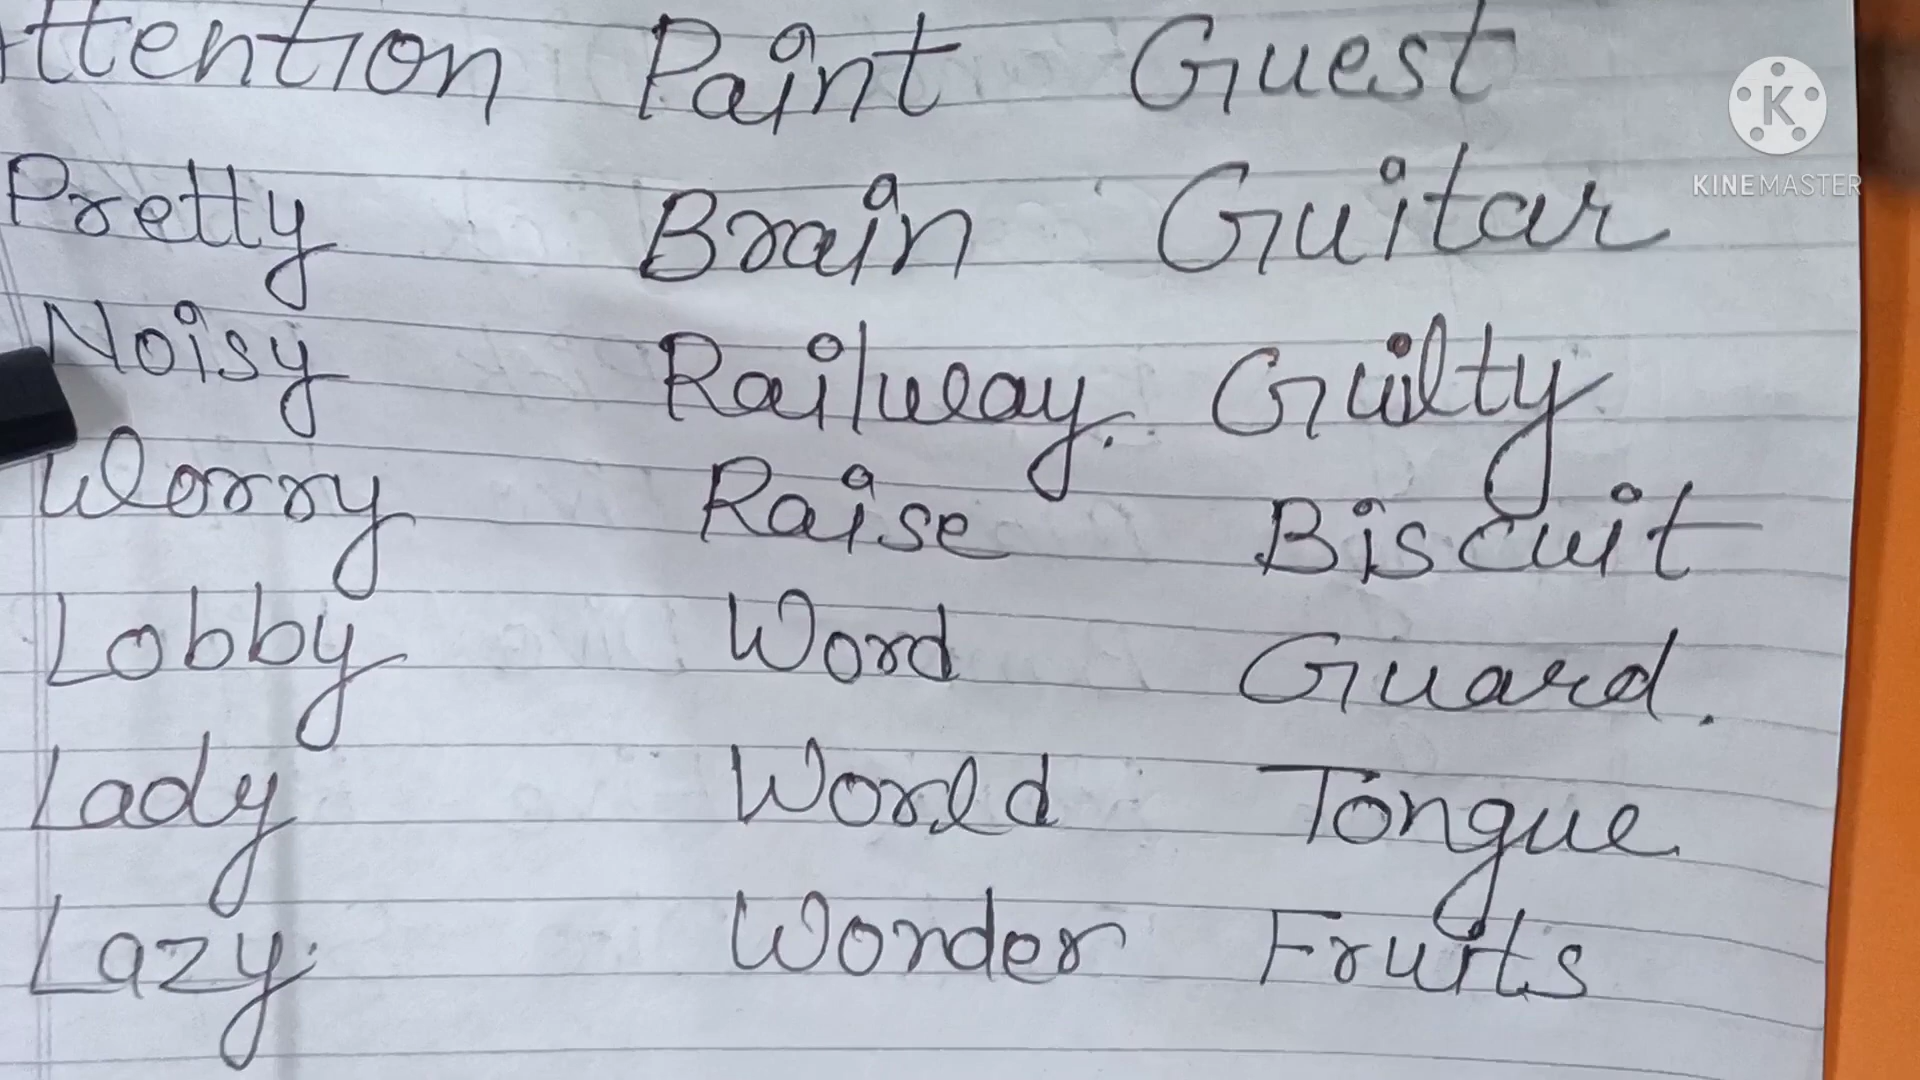 Attention Paint Guest
Pretty Brain Guitar
Noisy Railway. Guilty
Worry Raise Biscuit
Lobby Word Guard.
Lady World Tongue
Lazy. Wonder Fruits
KINEMASTER